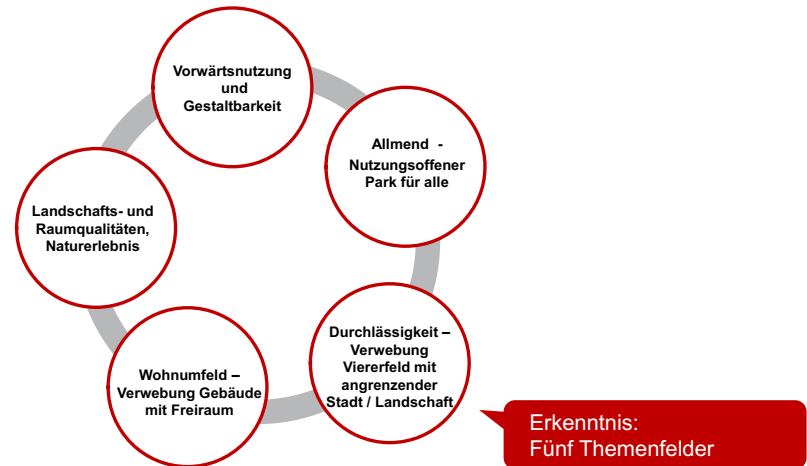 Vorwärtsnutzung
und
Gestaltbarkeit
Allmend -
Nutzungsoffener
Park für alle
Landschafts- und
Raumqualitäten,
Naturerlebnis
Durchlässigkeit –
Verwebung
Viererfeld mit
angrenzender
Stadt / Landschaft
Wohnumfeld –
Verwebung Gebäude
mit Freiraum
Erkenntnis:
Fünf Themenfelder